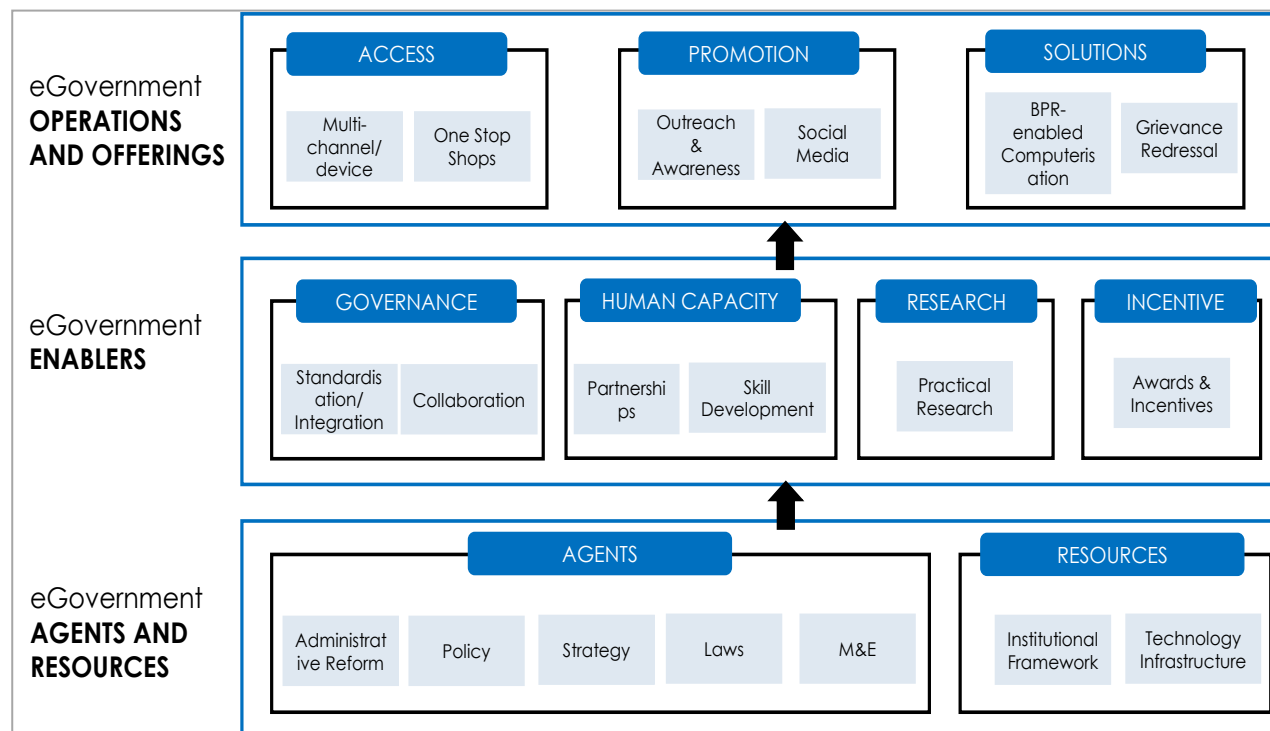 eGovernment
OPERATIONS
AND OFFERINGS
ACCESS
Multi-
channel/
device
One Stop
Shops
PROMOTION
Outreach
&
Awareness
Social
Media
SOLUTIONS
BPR-
enabled
Computeris
ation
Grievance
Redressal
eGovernment
ENABLERS
GOVERNANCE
Standardis
ation/
Integration
Collaboration
HUMAN CAPACITY
Partnershi
ps
Skill
Development
RESEARCH
Practical
Research
INCENTIVE
Awards &
Incentives
eGovernment
AGENTS AND
RESOURCES
AGENTS
Administrat
ive Reform
Policy
Strategy
Laws
M&E
RESOURCES
Institutional
Framework
Technology
Infrastructure